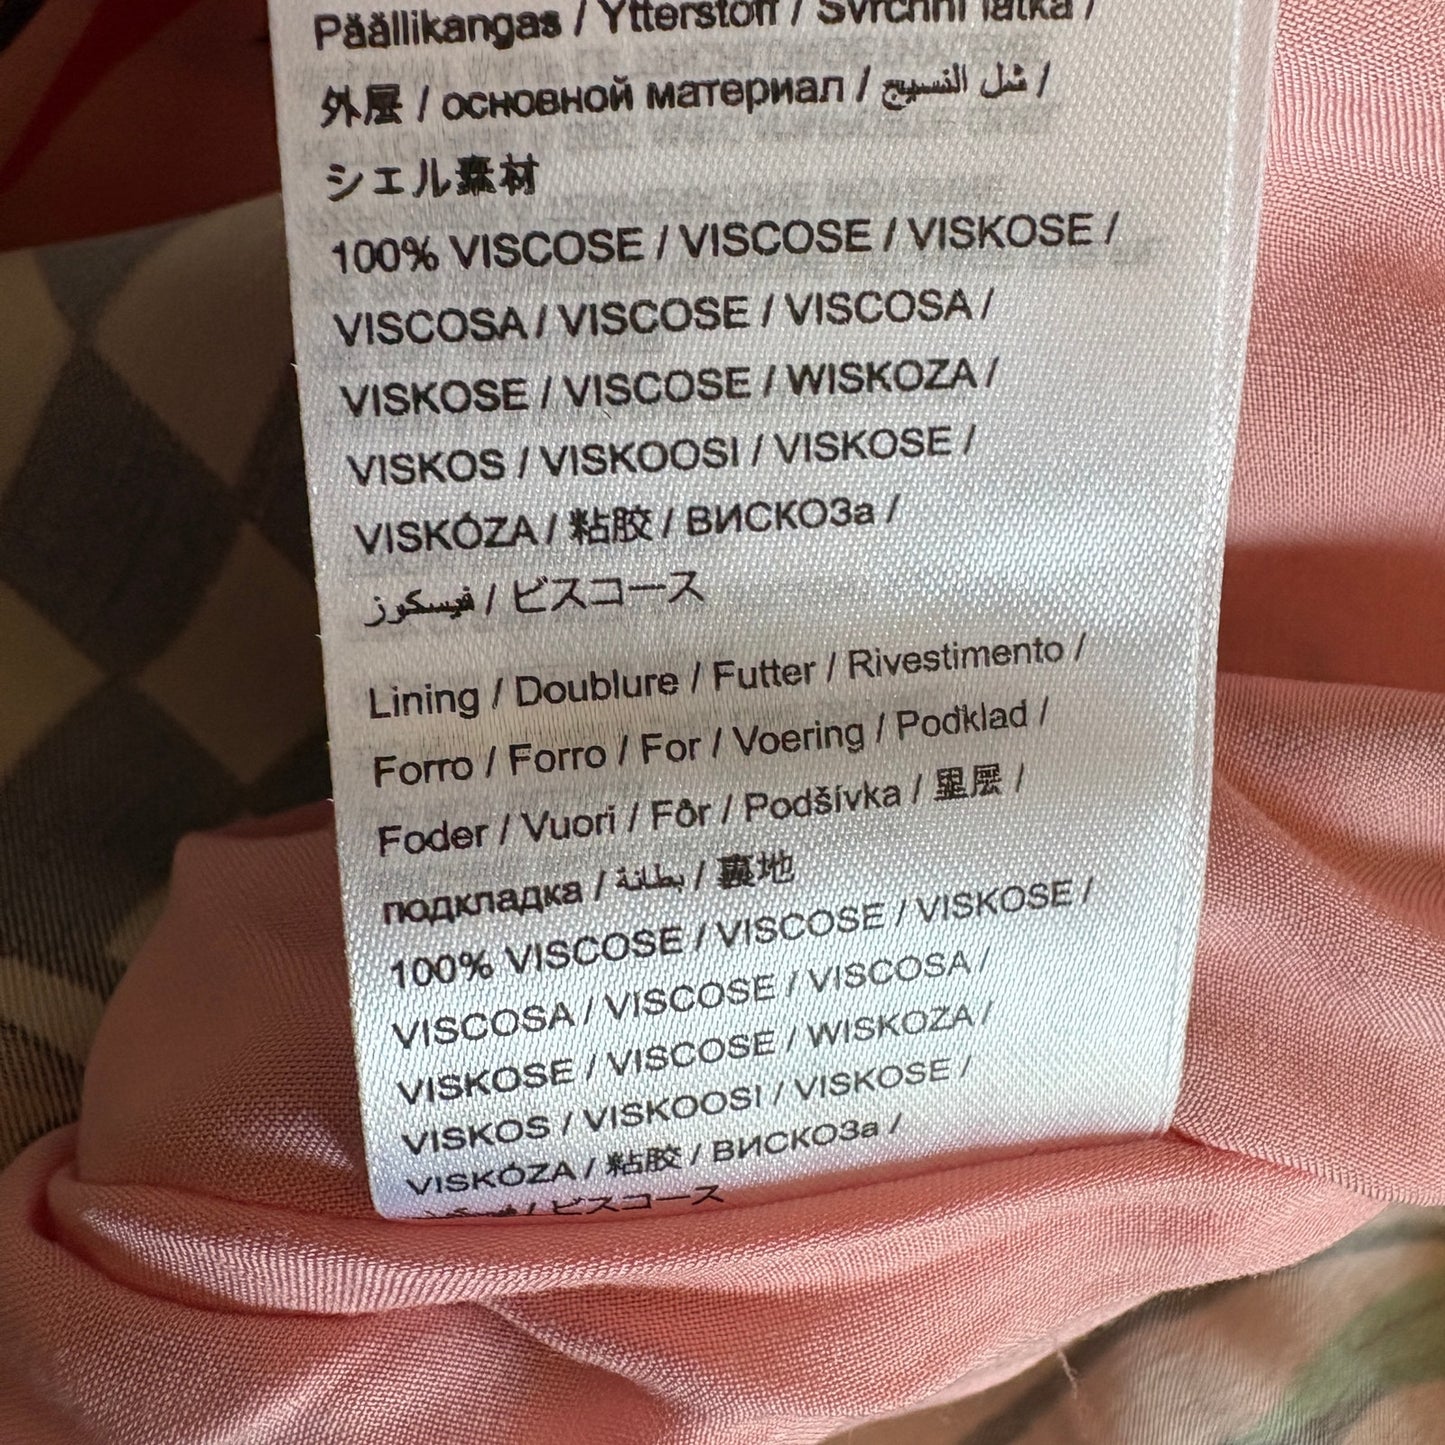 Päällikangas / Ytterstoff / Svrchní látka /
外层 / основной материал / شل النسيج /
シェル素材
100% VISCOSE / VISCOSE / VISKOSE /
VISCOSA / VISCOSE / VISCOSA /
VISKOSE / VISCOSE / WISKOZA /
VISKOS / VISKOOSI / VISKOSE /
VISKÓZA / 粘胶 / ВИСКОЗа /
فيسكوز / ビスコース
Lining / Doublure / Futter / Rivestimento /
Forro / Forro / For / Voering / Podklad /
Foder / Vuori / Fôr / Podšívka / 里层 /
подкладка / بطانة / 裏地
100% VISCOSE / VISCOSE / VISKOSE /
VISCOSA / VISCOSE / VISCOSA /
VISKOSE / VISCOSE / WISKOZA /
VISKOS / VISKOOSI / VISKOSE /
VISKÓZA / 粘胶 / ВИСКОЗа /
فيسكوز / ビスコース